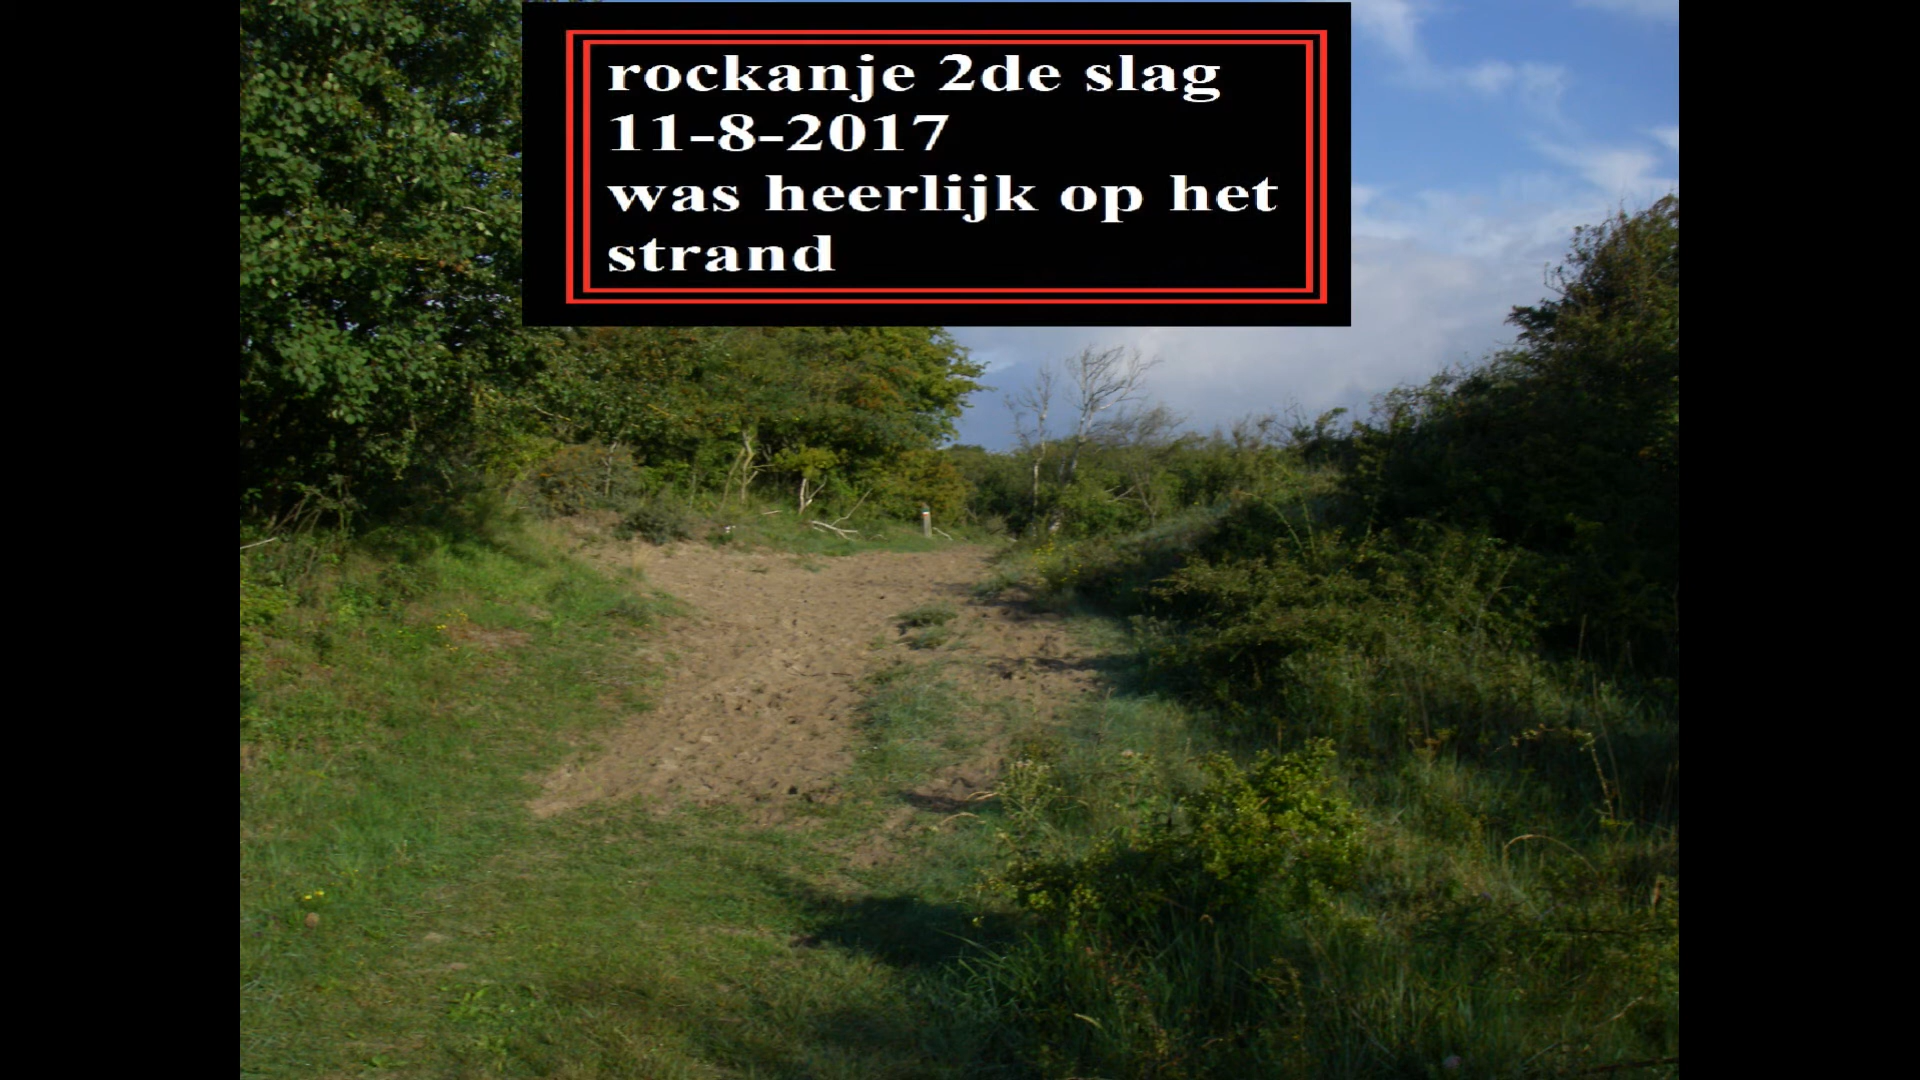 rockanje 2de slag
11-8-2017
was heerlijk op het
strand